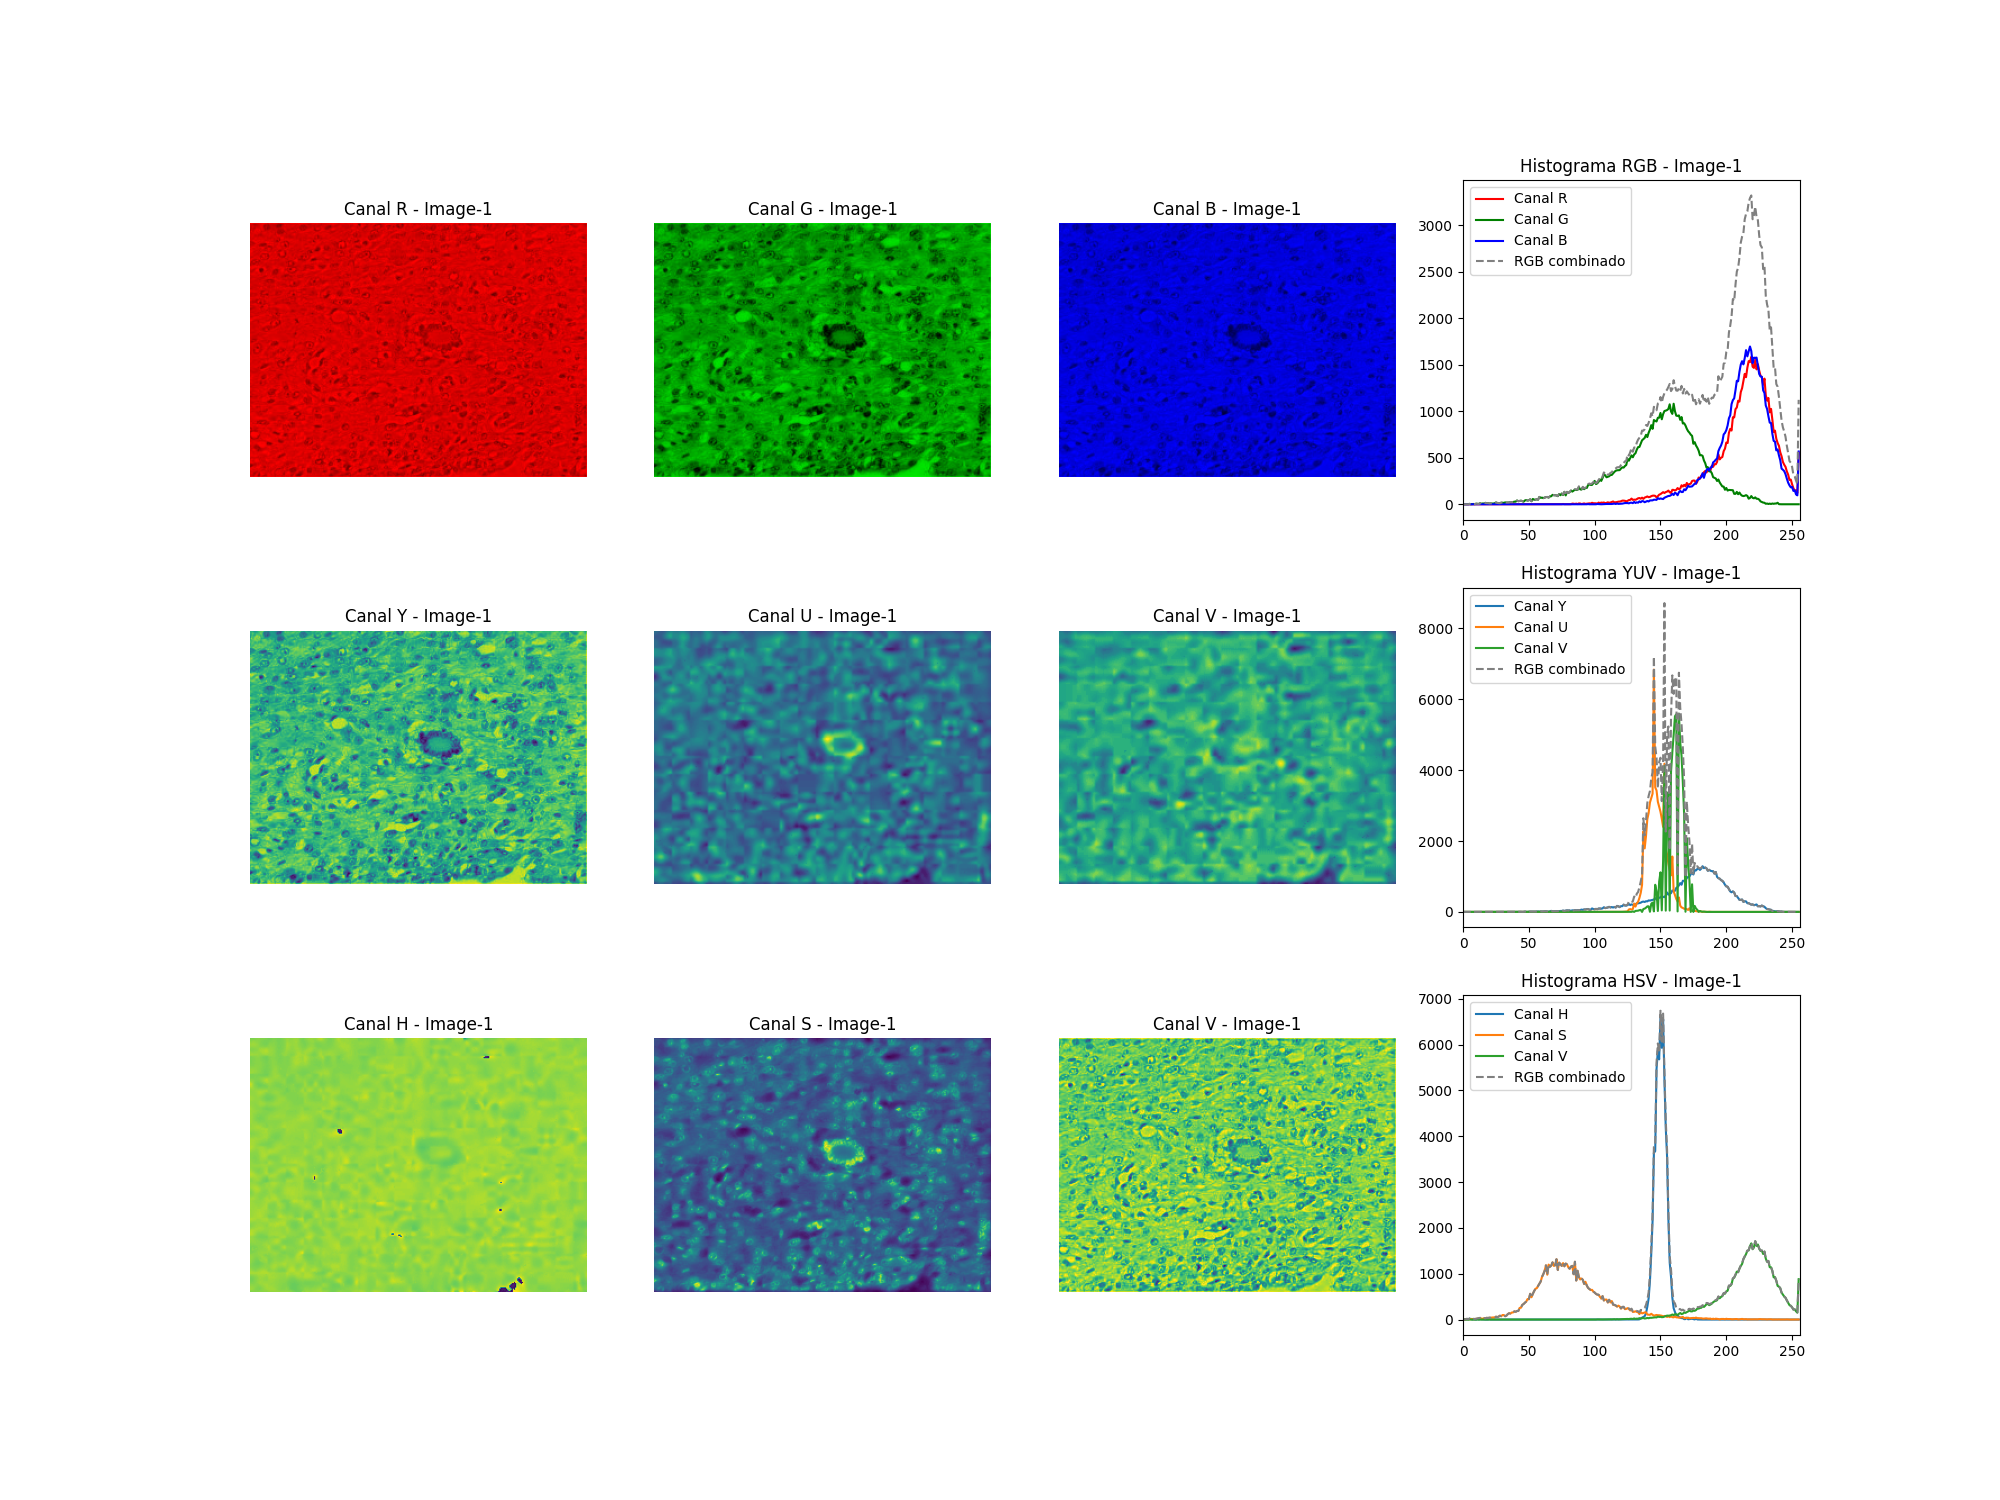 Canal R - Image-1
Canal G - Image-1
Canal B - Image-1
Histograma RGB - Image-1
Canal R
Canal G
Canal B
RGB combinado
3000
2500
2000
1500
1000
500
0
0 50 100 150 200 250
Canal Y - Image-1
Canal U - Image-1
Canal V - Image-1
Histograma YUV - Image-1
Canal Y
Canal U
Canal V
RGB combinado
8000
6000
4000
2000
0
0 50 100 150 200 250
Canal H - Image-1
Canal S - Image-1
Canal V - Image-1
Histograma HSV - Image-1
Canal H
Canal S
Canal V
RGB combinado
7000
6000
5000
4000
3000
2000
1000
0
0 50 100 150 200 250